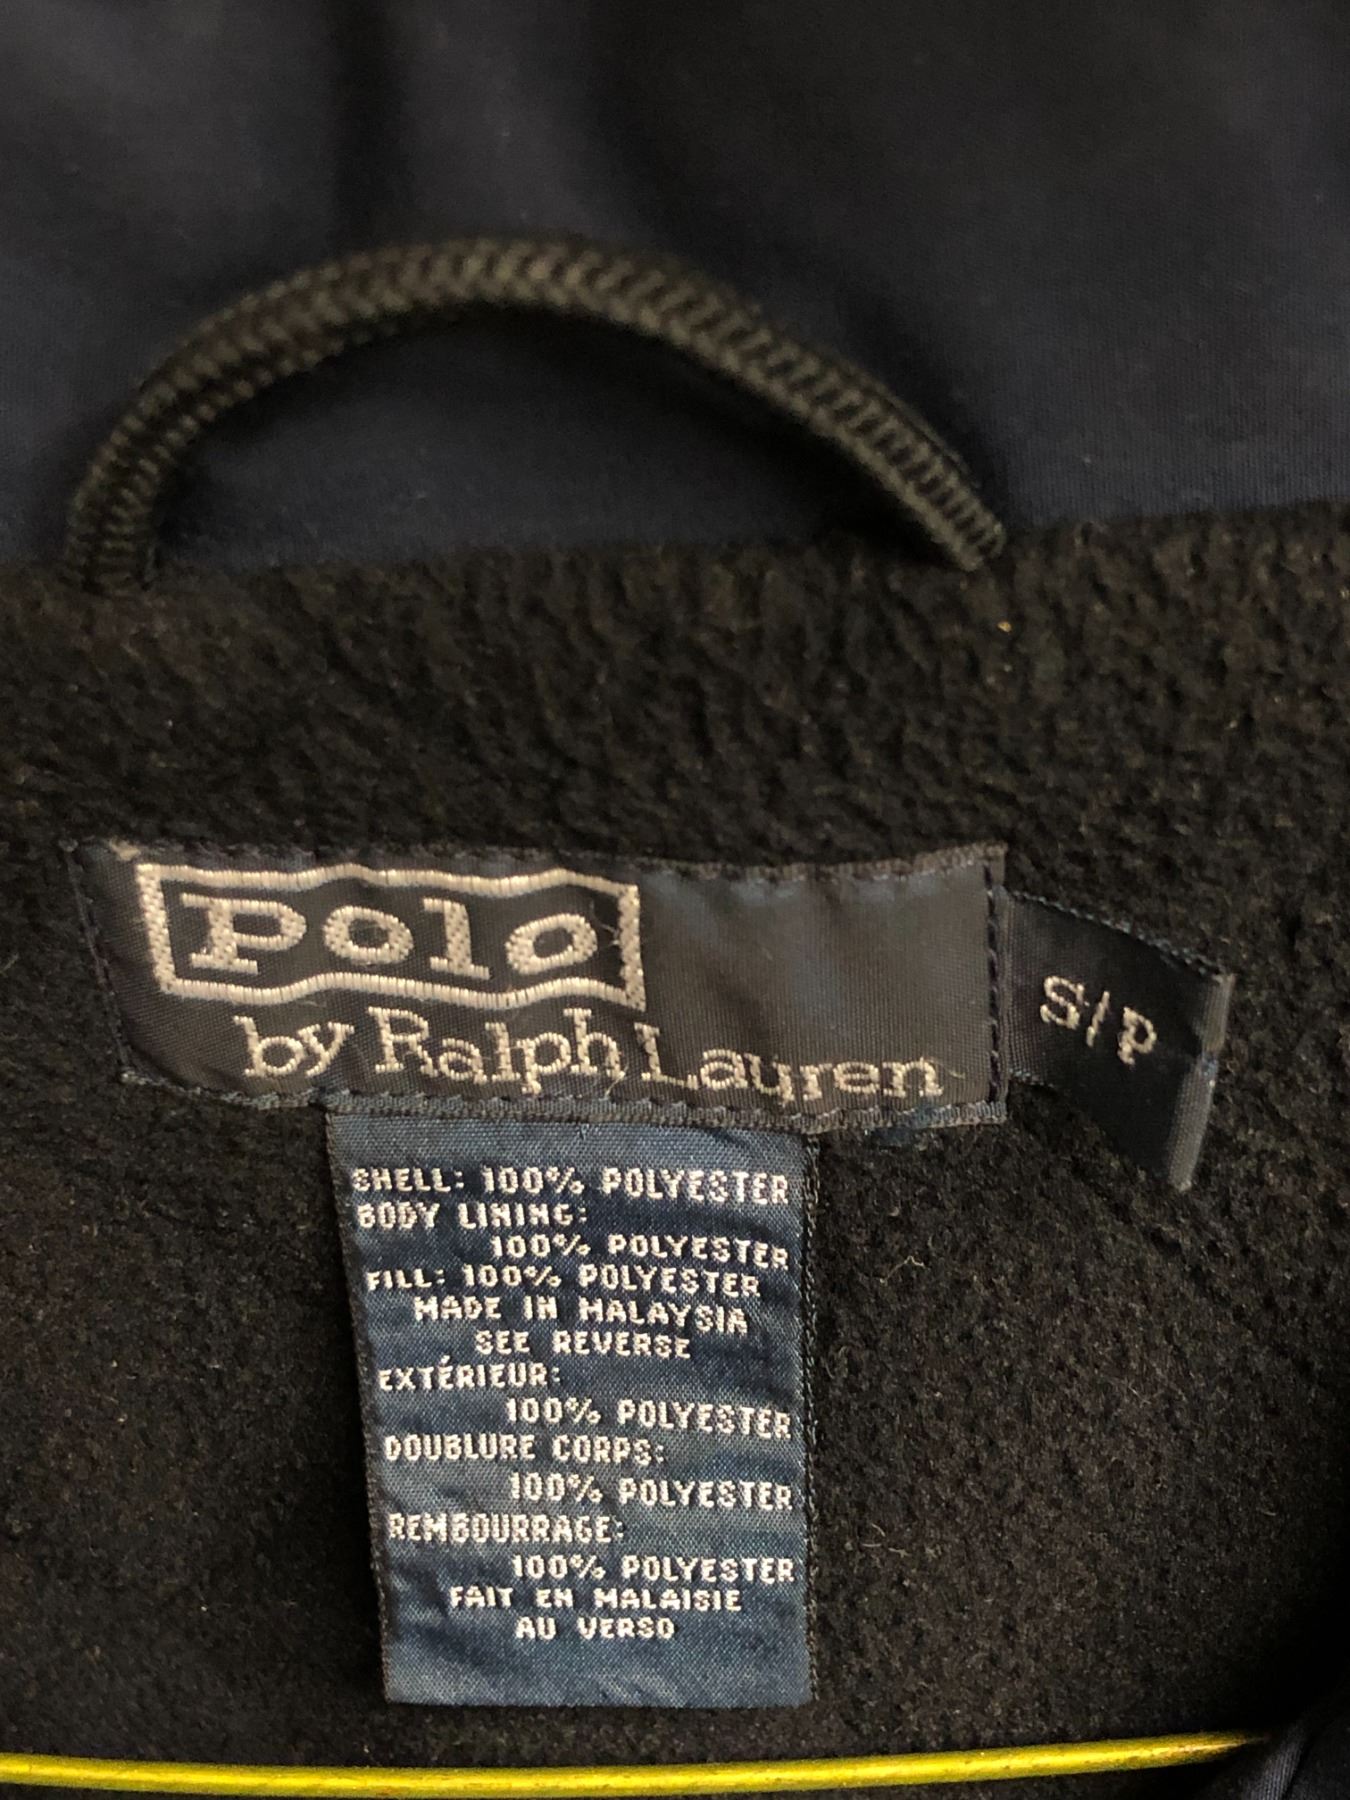 Polo
by Ralph Lauren
S/P
SHELL: 100% POLYESTER
BODY LINING:
100% POLYESTER
FILL: 100% POLYESTER
MADE IN MALAYSIA
SEE REVERSE
EXTÉRIEUR:
100% POLYESTER
DOUBLURE CORPS:
100% POLYESTER
REMBOURRAGE:
100% POLYESTER
FAIT EN MALAISIE
AU VERSO